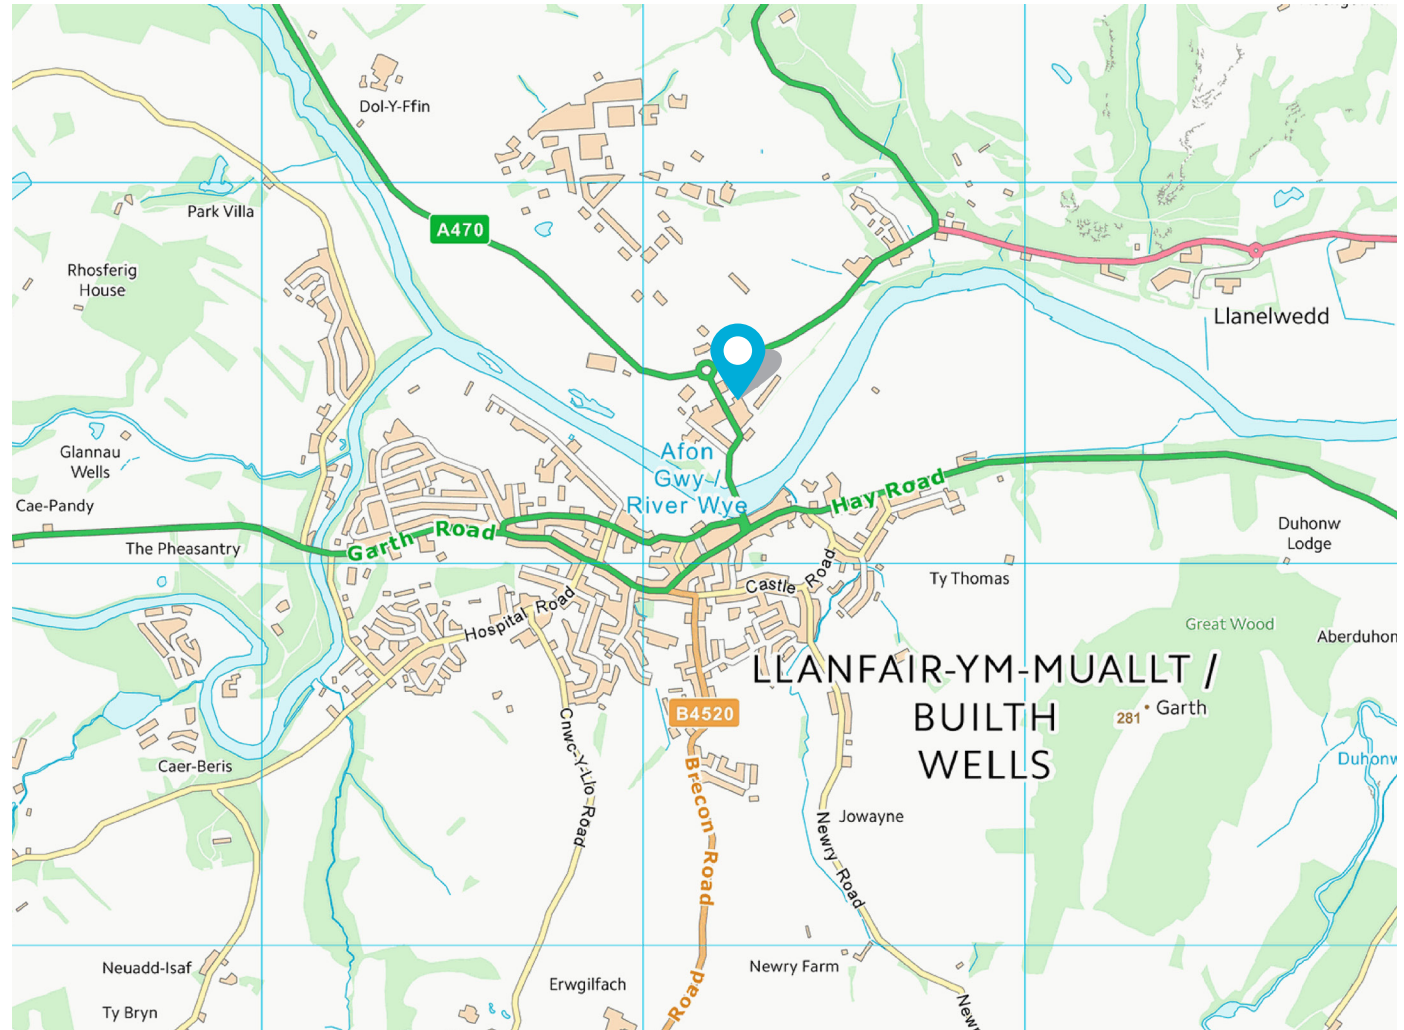 Dol-Y-Ffin
Park Villa
A470
Rhosferig
House
Llanelwedd
Glannau
Wells
Afon
Gwy /
River Wye
Cae-Pandy
Hay Road
The Pheasantry
Garth Road
Duhonw
Lodge
Ty Thomas
Castle Road
Hospital Road
Great Wood
Aberduhon
LLANFAIR-YM-MUALLT /
BUILTH
WELLS
B4520
281
Garth
Cnwc-Y-Llo Road
Caer-Beris
Duhonw
Brecon Road
Jowayne
Newry Road
Neuadd-Isaf
Newry Farm
Erwgilfach
Road
Ty Bryn
New